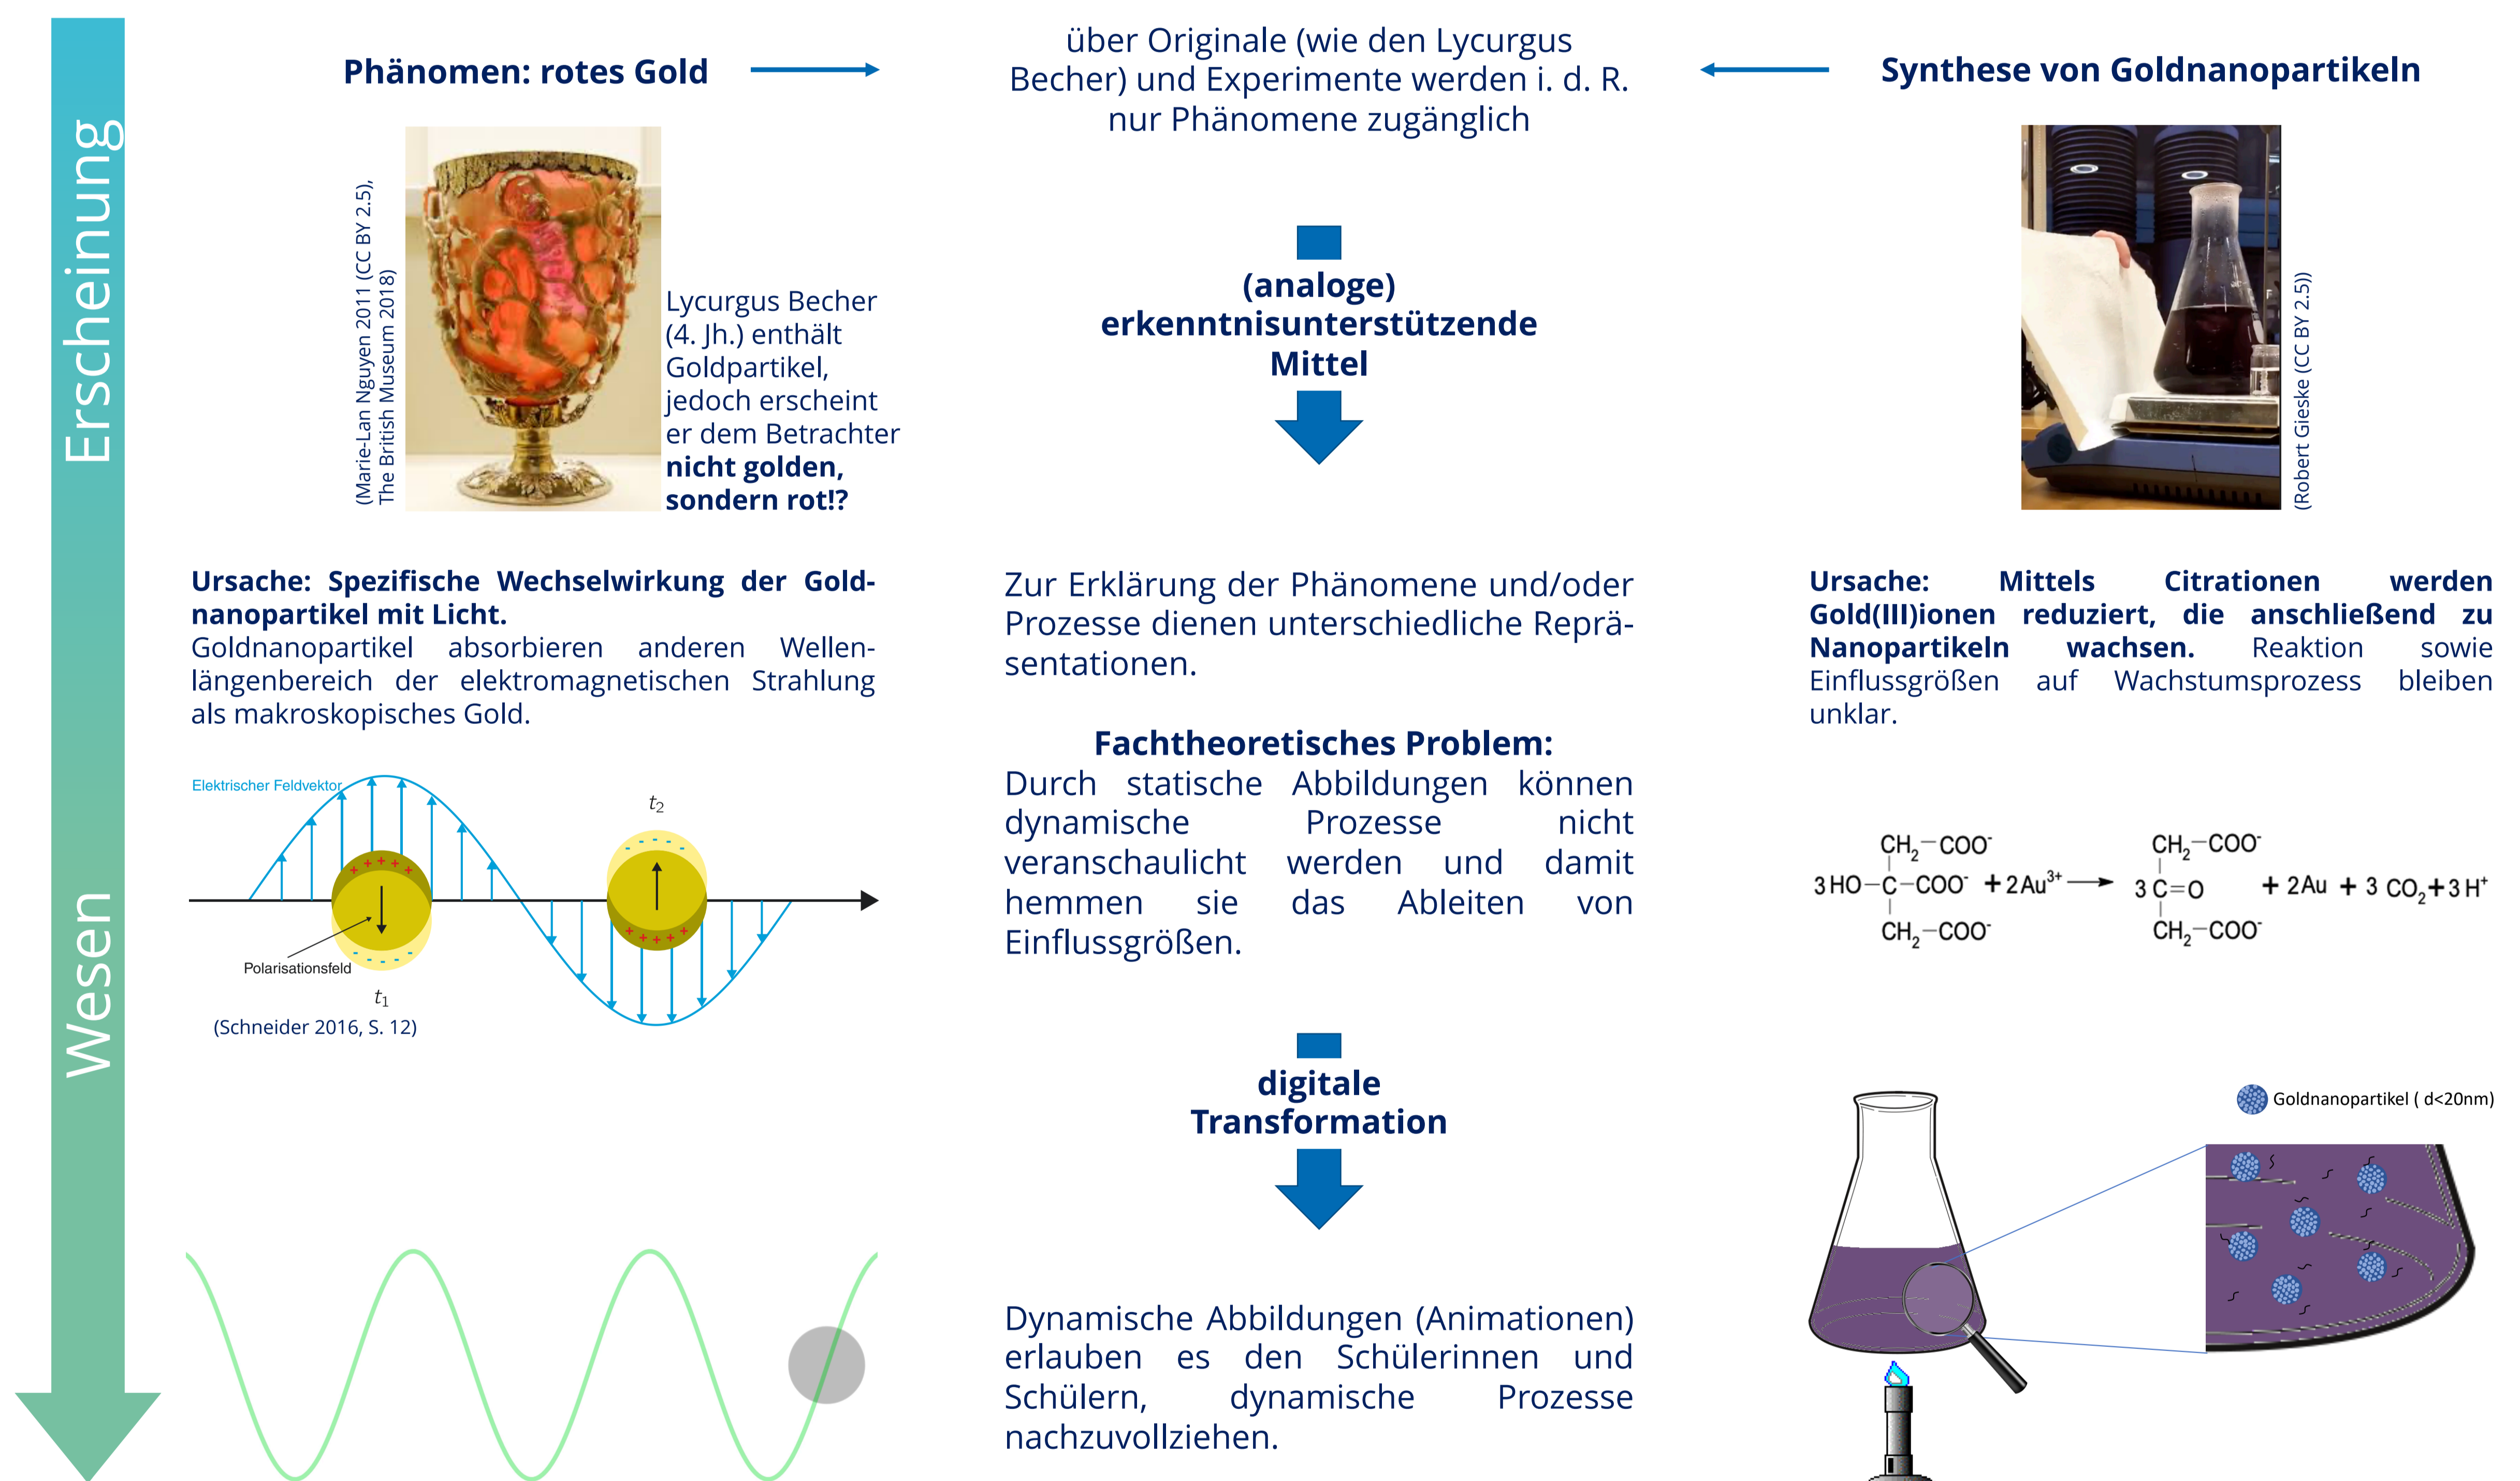 Erscheinung
Wesen
Phänomen: rotes Gold
(Marie-Lan Nguyen 2011 (CC BY 2.5),
The British Museum 2018)
Lycurgus Becher
(4. Jh.) enthält
Goldpartikel,
jedoch erscheint
er dem Betrachter
nicht golden,
sondern rot!?
Ursache: Spezifische Wechselwirkung der Gold-
nanopartikel mit Licht.
Goldnanopartikel absorbieren anderen Wellen-
längenbereich der elektromagnetischen Strahlung
als makroskopisches Gold.
Elektrischer Feldvektor
t₂
+ + + + +
- - - - -
+ + + + +
- - - - -
Polarisationsfeld
t₁
(Schneider 2016, S. 12)
über Originale (wie den Lycurgus
Becher) und Experimente werden i. d. R.
nur Phänomene zugänglich
(analoge)
erkenntnisunterstützende
Mittel
Zur Erklärung der Phänomene und/oder
Prozesse dienen unterschiedliche Reprä-
sentationen.
Fachtheoretisches Problem:
Durch statische Abbildungen können
dynamische Prozesse nicht
veranschaulicht werden und damit
hemmen sie das Ableiten von
Einflussgrößen.
digitale
Transformation
Dynamische Abbildungen (Animationen)
erlauben es den Schülerinnen und
Schülern, dynamische Prozesse
nachzuvollziehen.
Synthese von Goldnanopartikeln
(Robert Gieske (CC BY 2.5))
Ursache: Mittels Citrationen werden
Gold(III)ionen reduziert, die anschließend zu
Nanopartikeln wachsen. Reaktion sowie
Einflussgrößen auf Wachstumsprozess bleiben
unklar.
CH₂—COO⁻ CH₂—COO⁻
3 HO—C—COO⁻ + 2 Au³⁺ → 3 C=O + 2 Au + 3 CO₂ + 3 H⁺
CH₂—COO⁻ CH₂—COO⁻
Goldnanopartikel ( d<20nm)